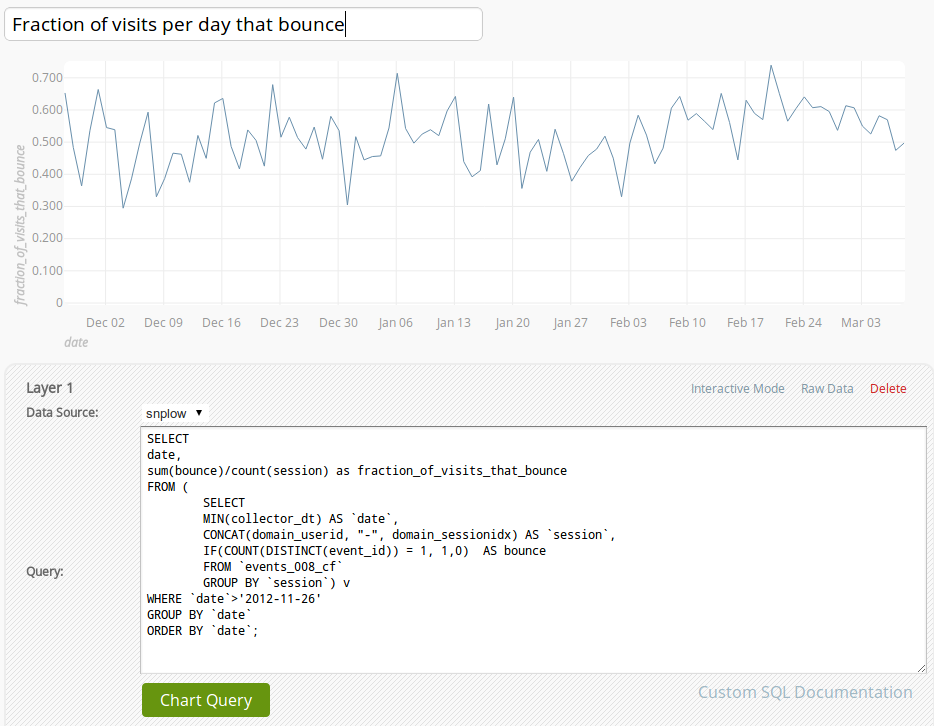 Fraction of visits per day that bounce
0.700
0.600
0.500
0.400
0.300
0.200
0.100
0
fraction_of_visits_that_bounce
Dec 02 Dec 09 Dec 16 Dec 23 Dec 30 Jan 06 Jan 13 Jan 20 Jan 27 Feb 03 Feb 10 Feb 17 Feb 24 Mar 03
date
Layer 1 Interactive Mode Raw Data Delete
Data Source: snplow ▼
Query:
SELECT
date,
sum(bounce)/count(session) as fraction_of_visits_that_bounce
FROM (
        SELECT
        MIN(collector_dt) AS `date`,
        CONCAT(domain_userid, "-", domain_sessionidx) AS `session`,
        IF(COUNT(DISTINCT(event_id)) = 1, 1,0)  AS bounce
        FROM `events_008_cf`
        GROUP BY `session`) v
WHERE `date`>'2012-11-26'
GROUP BY `date`
ORDER BY `date`;
Chart Query Custom SQL Documentation